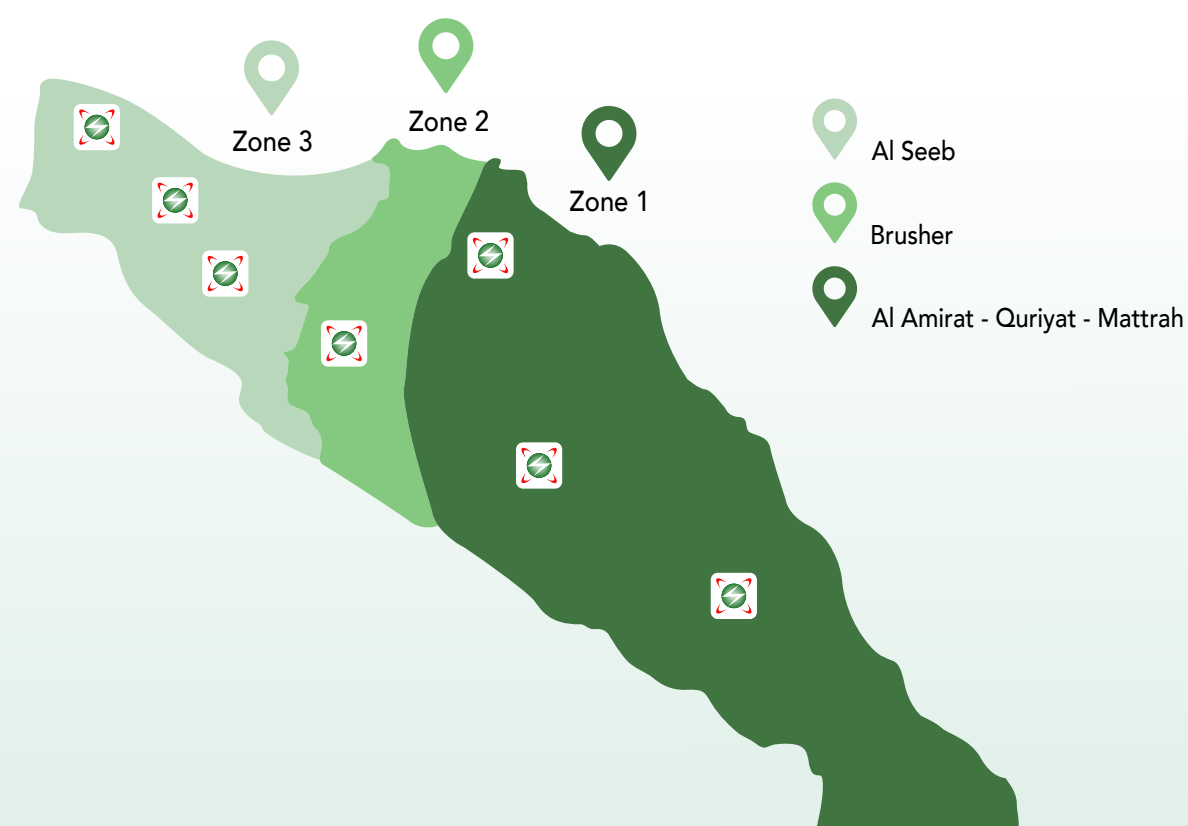 Zone 3
Zone 2
Zone 1
Al Seeb
Brusher
Al Amirat - Quriyat - Mattrah